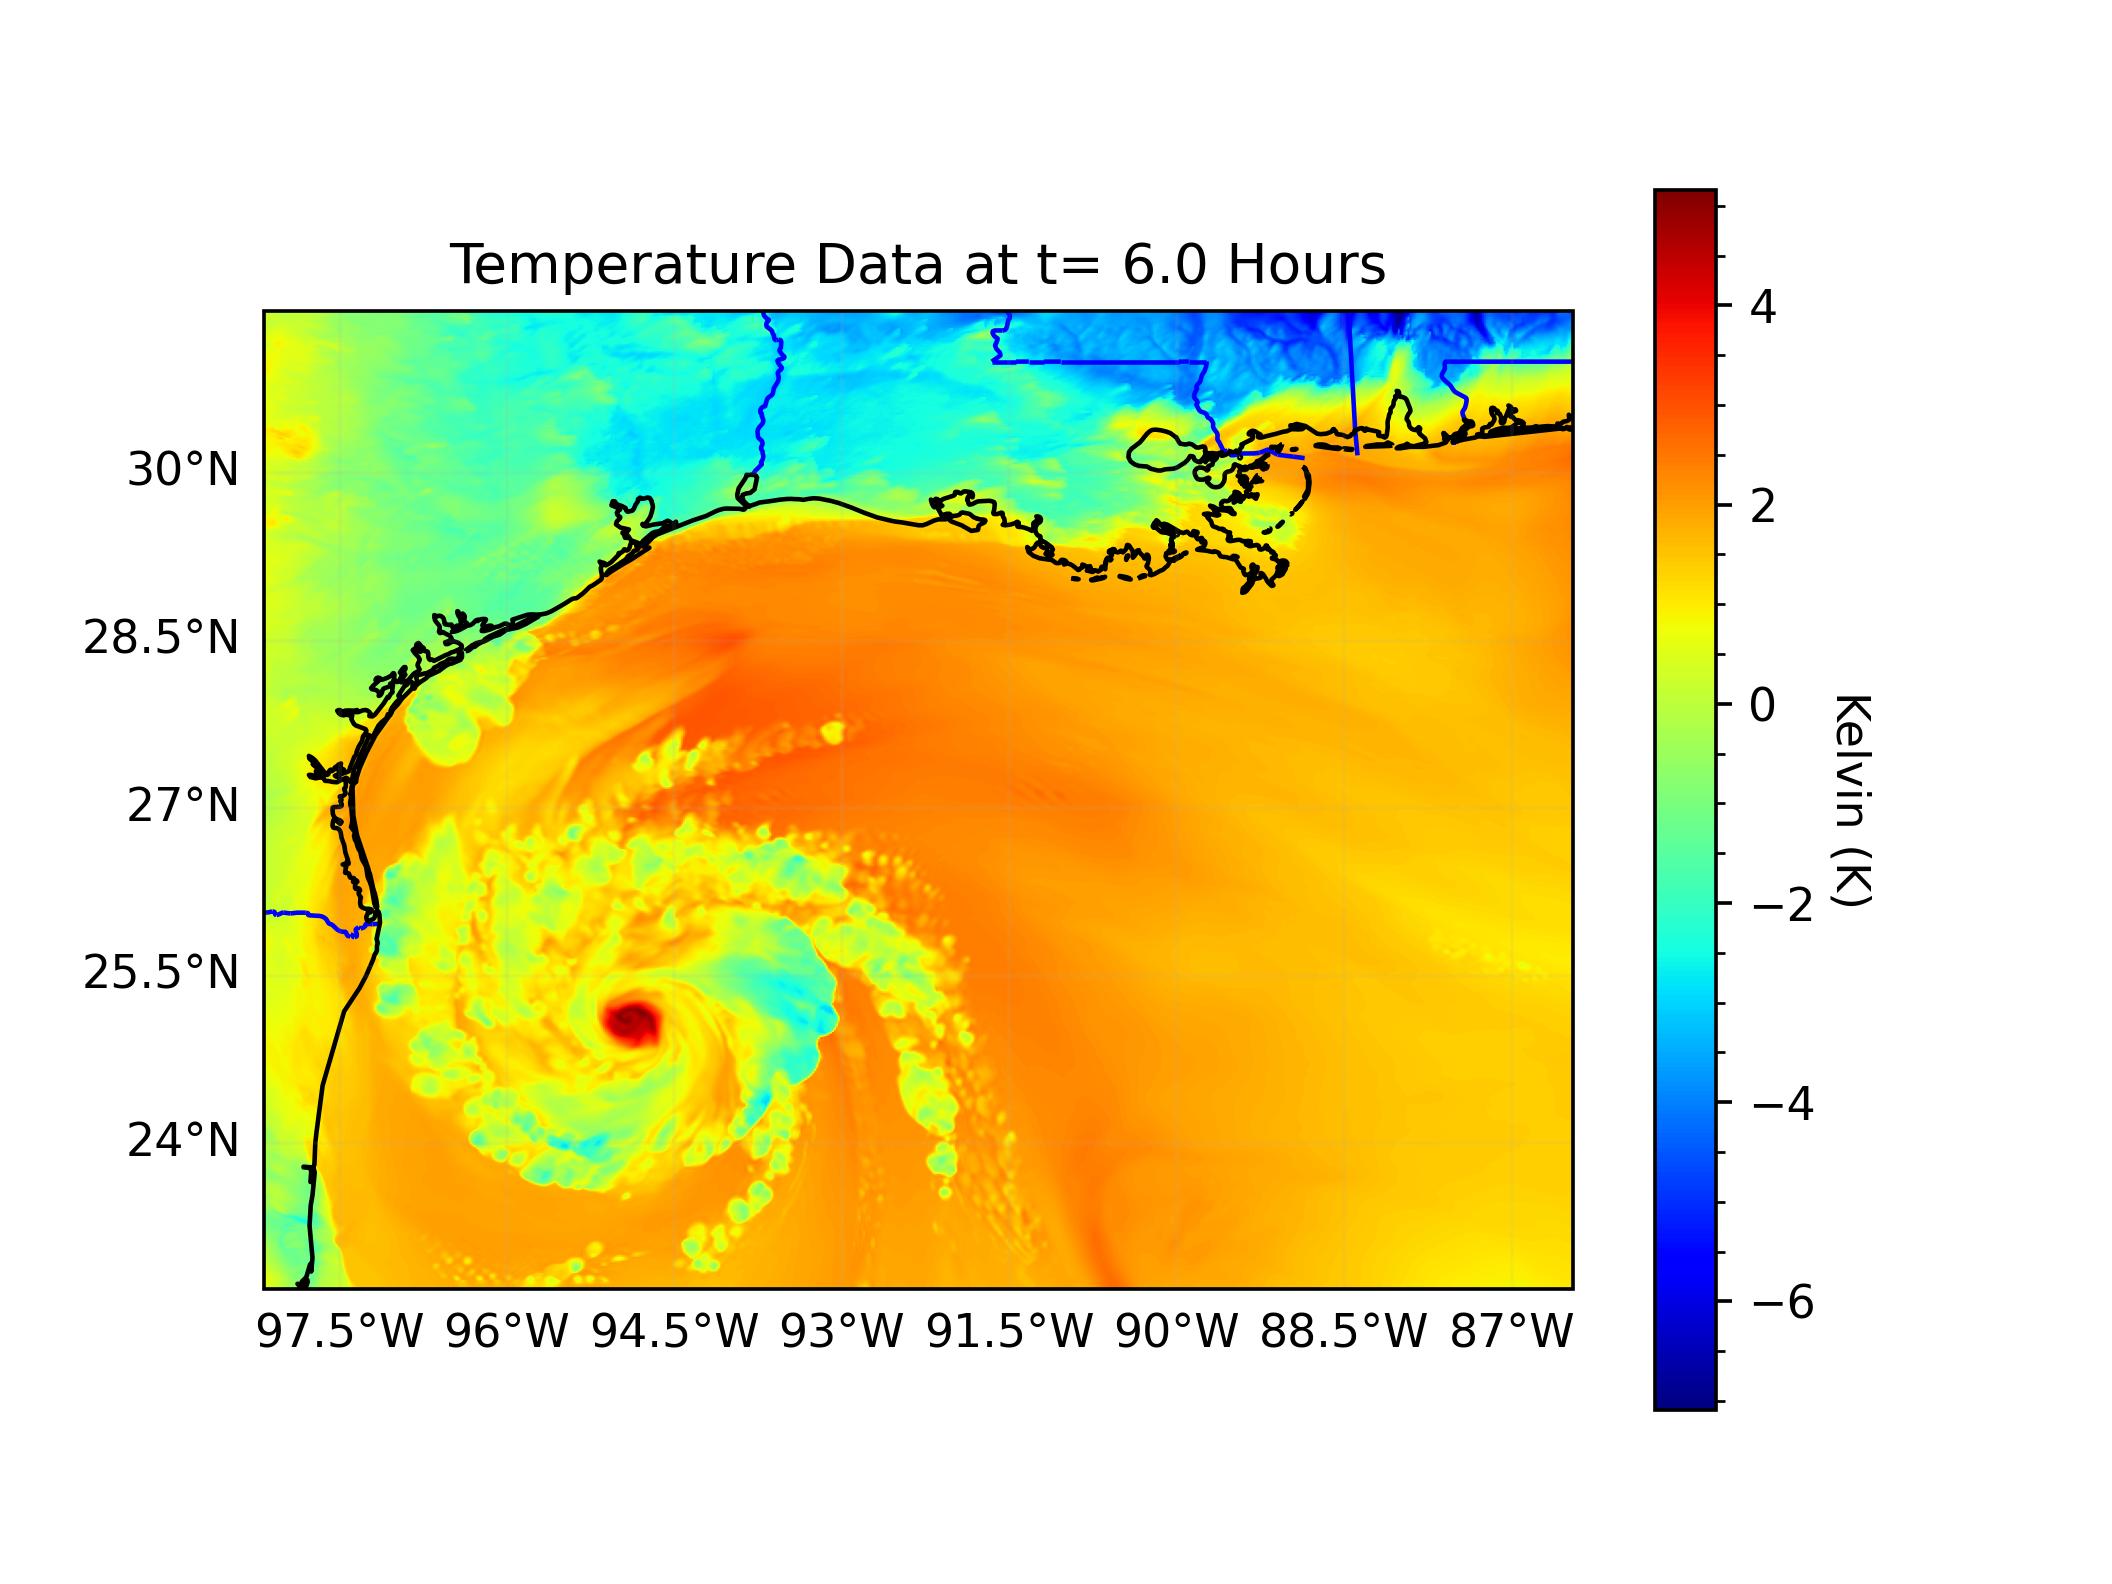 Temperature Data at t= 6.0 Hours
30°N
28.5°N
27°N
25.5°N
24°N
97.5°W 96°W 94.5°W 93°W 91.5°W 90°W 88.5°W 87°W
4
2
0
−2
−4
−6
Kelvin (K)